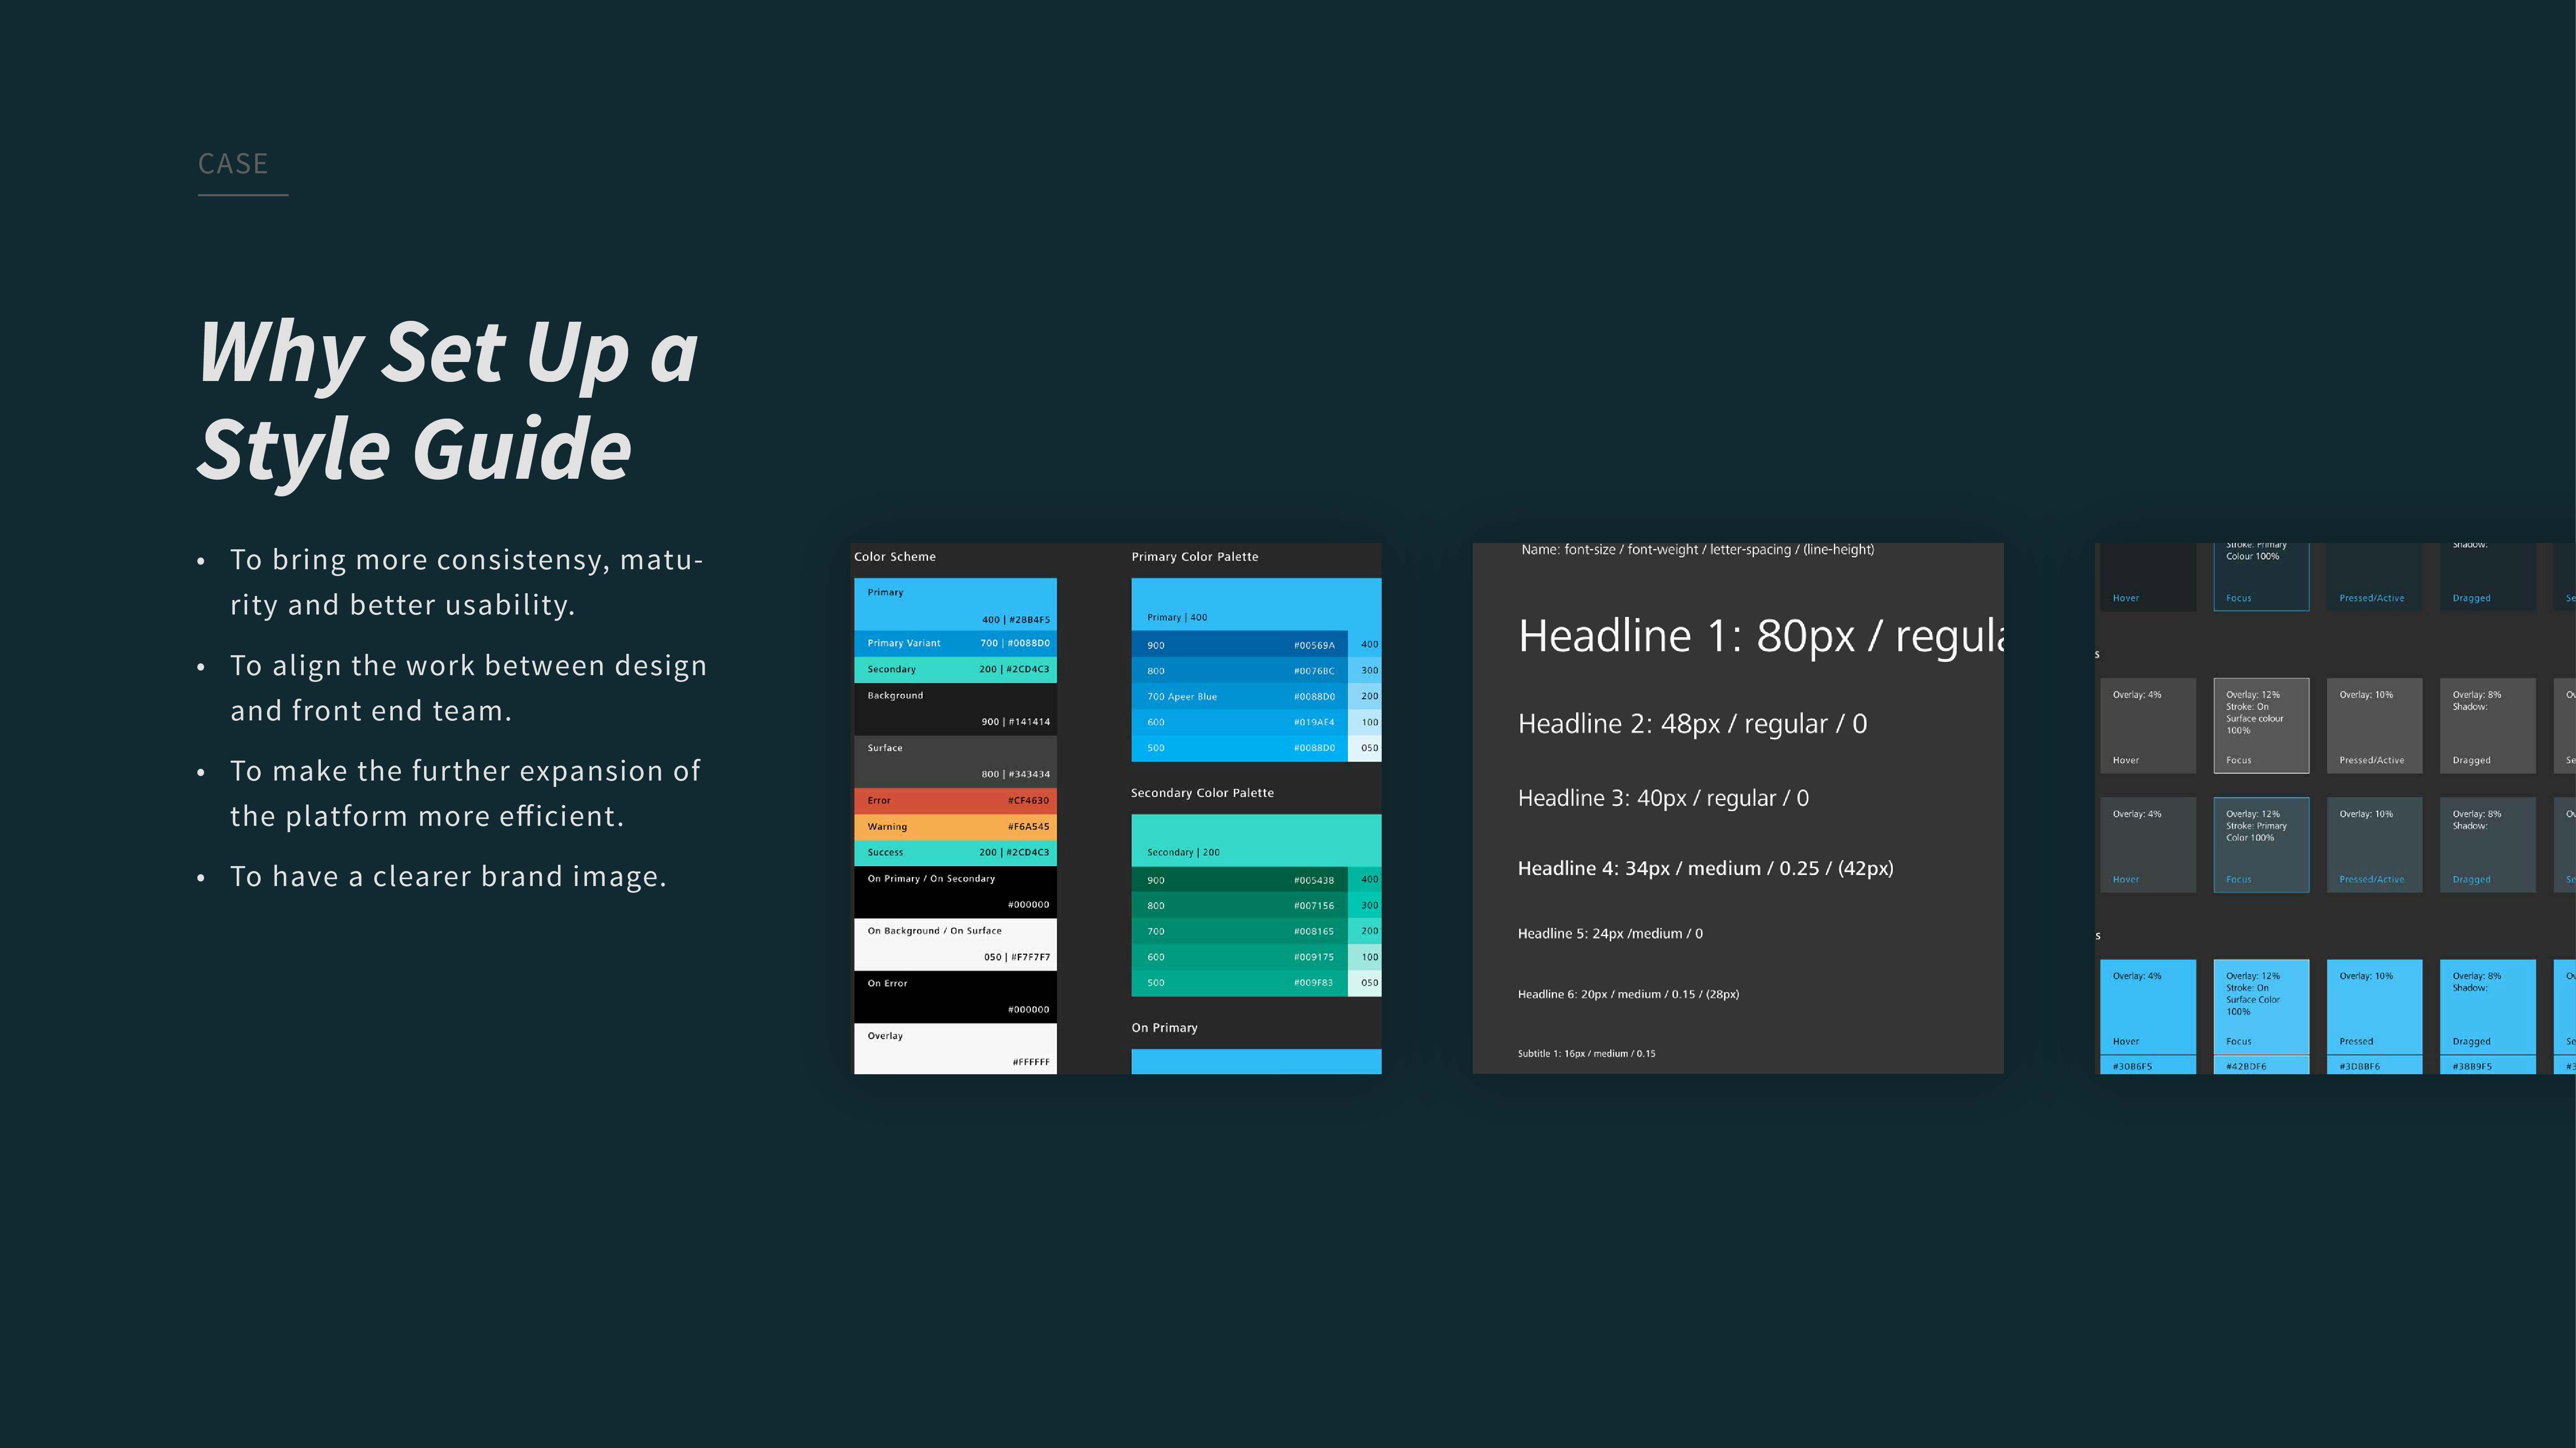 CASE
Why Set Up a
Style Guide
• To bring more consistensy, matu-
rity and better usability.
• To align the work between design
and front end team.
• To make the further expansion of
the platform more efficient.
• To have a clearer brand image.
Color Scheme
Primary
400 | #28B4F5
Primary Variant 700 | #0088D0
Secondary 200 | #2CD4C3
Background
900 | #141414
Surface
800 | #343434
Error #CF4630
Warning #F6A545
Success 200 | #2CD4C3
On Primary / On Secondary
#000000
On Background / On Surface
050 | #F7F7F7
On Error
#000000
Overlay
#FFFFFF
Primary Color Palette
Primary | 400
900 #00569A 400
800 #0076BC 300
700 Apeer Blue #0088D0 200
600 #019AE4 100
500 #0088D0 050
Secondary Color Palette
Secondary | 200
900 #005438 400
800 #007156 300
700 #008165 200
600 #009175 100
500 #009F83 050
On Primary
Name: font-size / font-weight / letter-spacing / (line-height)
Headline 1: 80px / regula
Headline 2: 48px / regular / 0
Headline 3: 40px / regular / 0
Headline 4: 34px / medium / 0.25 / (42px)
Headline 5: 24px /medium / 0
Headline 6: 20px / medium / 0.15 / (28px)
Subtitle 1: 16px / medium / 0.15
Stroke: Primary
Colour 100%
Shadow:
Hover Focus Pressed/Active Dragged Se
s
Overlay: 4%
Overlay: 12%
Stroke: On
Surface colour
100%
Overlay: 10%
Overlay: 8%
Shadow:
Hover Focus Pressed/Active Dragged Se
Overlay: 4%
Overlay: 12%
Stroke: Primary
Color 100%
Overlay: 10%
Overlay: 8%
Shadow:
Hover Focus Pressed/Active Dragged Se
s
Overlay: 4%
Overlay: 12%
Stroke: On
Surface Color
100%
Overlay: 10%
Overlay: 8%
Shadow:
Hover Focus Pressed Dragged Se
#30B6F5 #42BDF6 #3DBBF6 #38B9F5